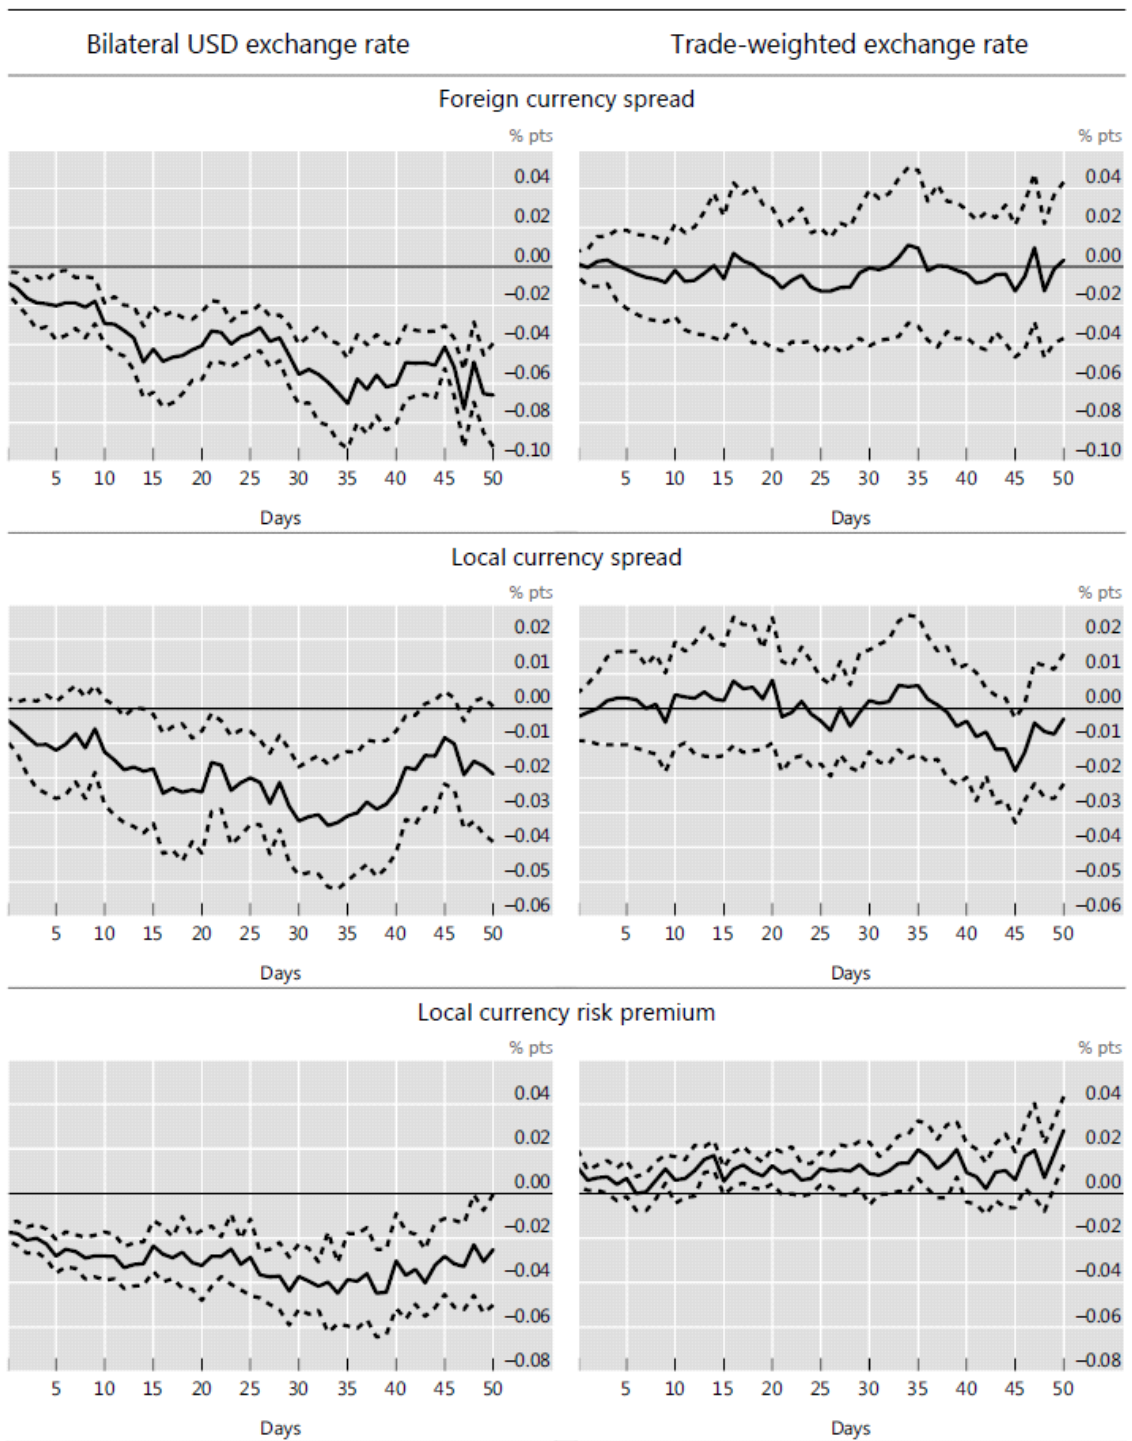 Bilateral USD exchange rate Trade-weighted exchange rate
Foreign currency spread
% pts % pts
0.04 0.04
0.02 0.02
0.00 0.00
–0.02 –0.02
–0.04 –0.04
–0.06 –0.06
–0.08 –0.08
–0.10 –0.10
5 10 15 20 25 30 35 40 45 50 5 10 15 20 25 30 35 40 45 50
Days Days
Local currency spread
% pts % pts
0.02 0.02
0.01 0.01
0.00 0.00
–0.01 –0.01
–0.02 –0.02
–0.03 –0.03
–0.04 –0.04
–0.05 –0.05
–0.06 –0.06
5 10 15 20 25 30 35 40 45 50 5 10 15 20 25 30 35 40 45 50
Days Days
Local currency risk premium
% pts % pts
0.04 0.04
0.02 0.02
0.00 0.00
–0.02 –0.02
–0.04 –0.04
–0.06 –0.06
–0.08 –0.08
5 10 15 20 25 30 35 40 45 50 5 10 15 20 25 30 35 40 45 50
Days Days